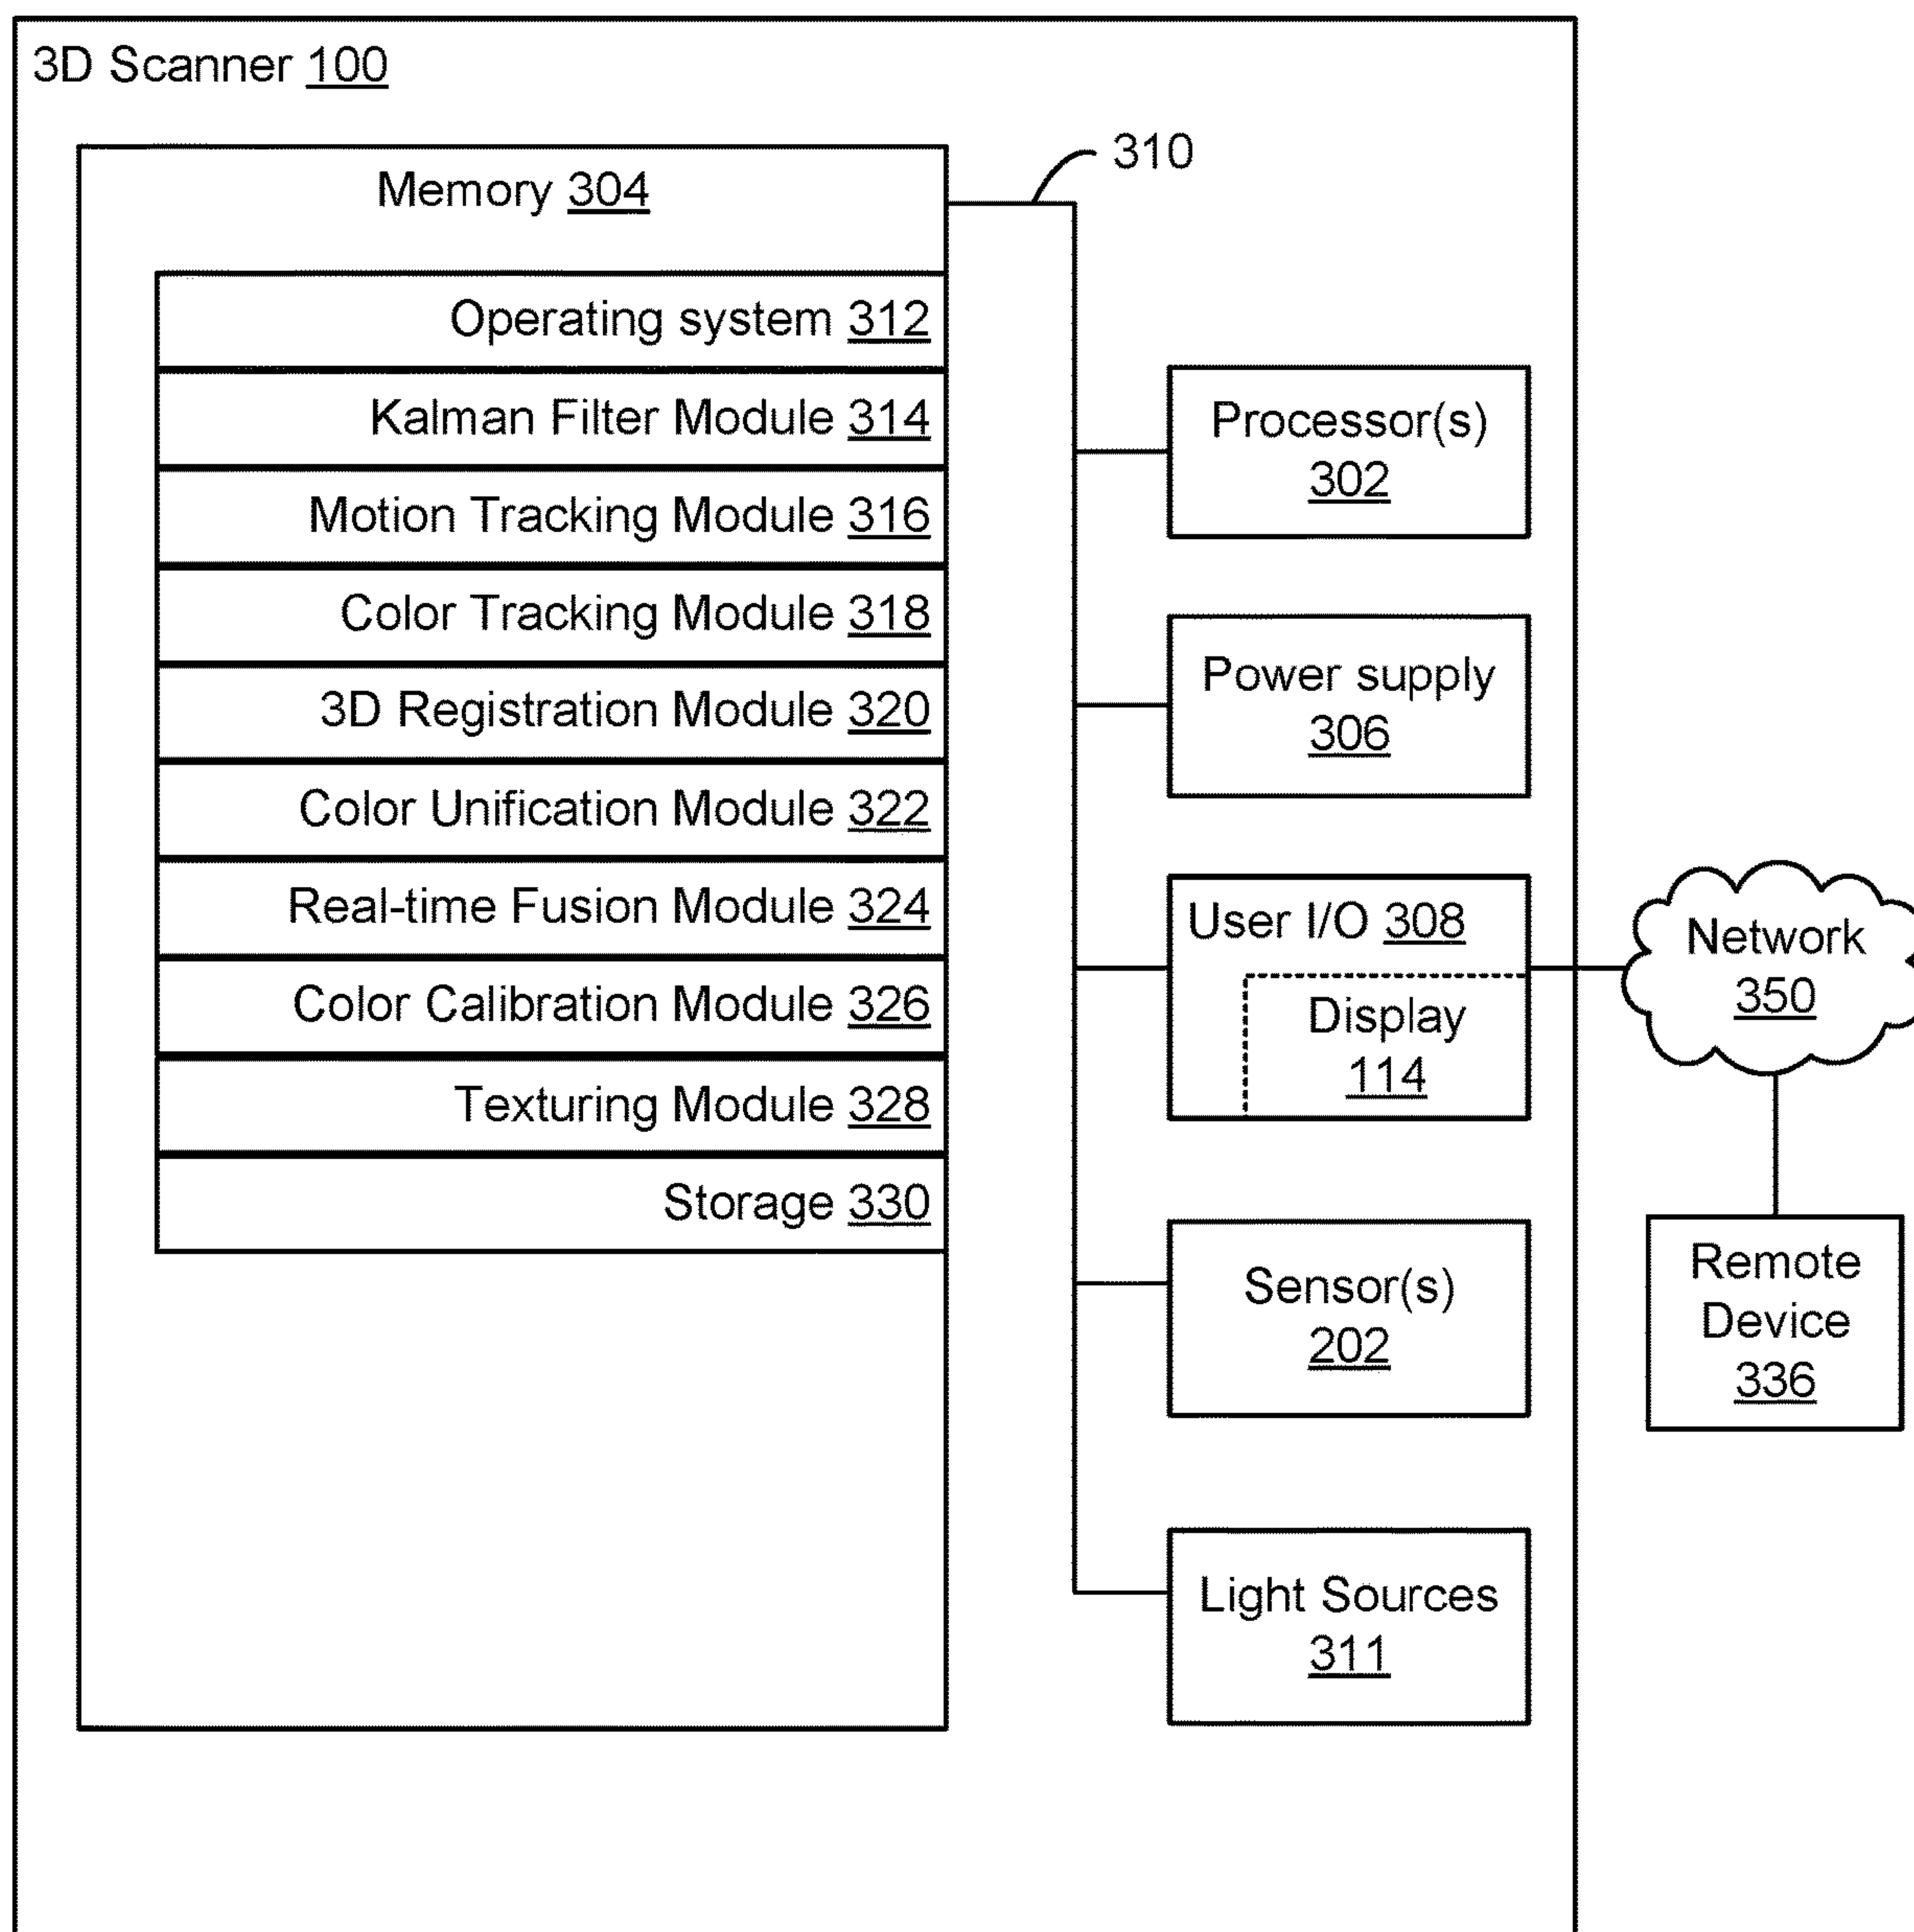 3D Scanner 100
310
Memory 304
Operating system 312
Kalman Filter Module 314
Motion Tracking Module 316
Color Tracking Module 318
3D Registration Module 320
Color Unification Module 322
Real-time Fusion Module 324
Color Calibration Module 326
Texturing Module 328
Storage 330
Processor(s)
302
Power supply
306
User I/O 308
Display
114
Sensor(s)
202
Light Sources
311
Network
350
Remote
Device
336